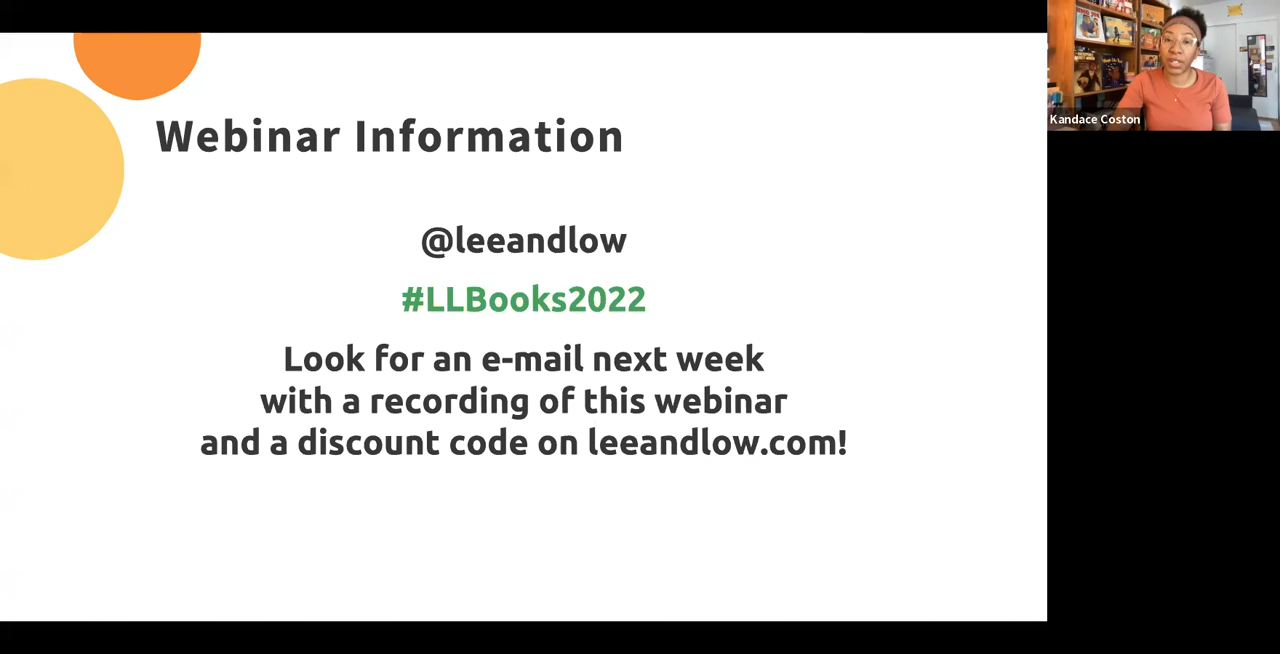 Webinar Information
@leeandlow
#LLBooks2022
Look for an e-mail next week
with a recording of this webinar
and a discount code on leeandlow.com!
Kandace Coston